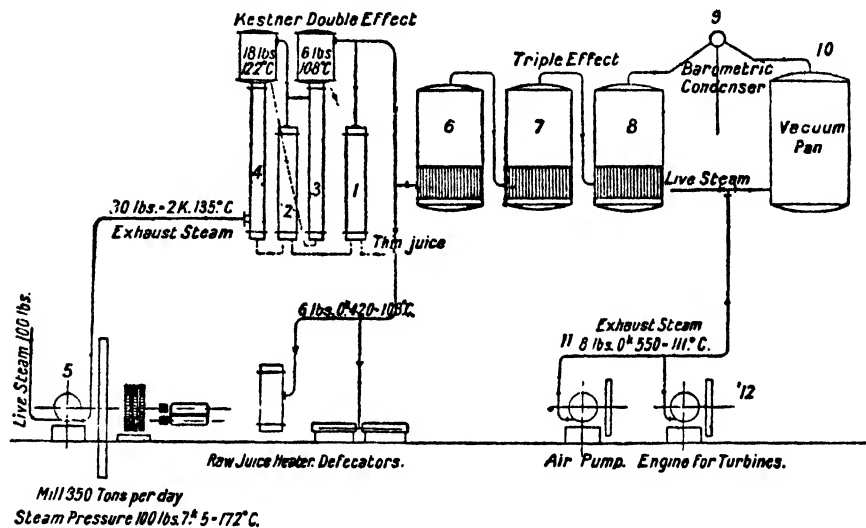 Kestner Double Effect
18 lbs
122°C
6 lbs
108°C
9
10
Triple Effect
Barometric
Condenser
6
7
8
Vacuum
Pan
4
2
3
1
Live Steam
30 lbs.=2 K. 135.°C
Exhaust Steam
Thin juice
6 lbs. 0.ᵏ420-108°C.
Live Steam 100 lbs.
5
Exhaust Steam
11 8 lbs. 0ᵏ 550-111.° C.
12
Raw Juice Heater. Defecators.
Air Pump. Engine for Turbines.
Mill 350 Tons per day
Steam Pressure 100 lbs. 7.ᵏ 5-172°C.